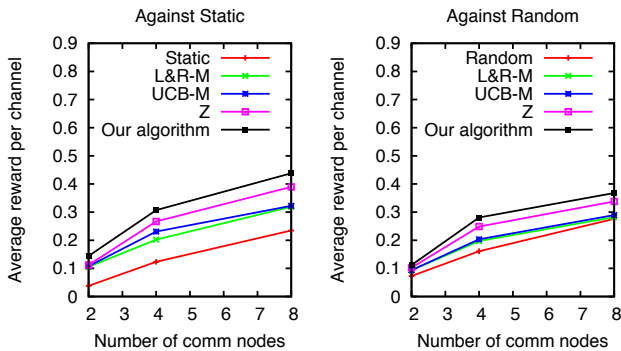 Against Static
Average reward per channel
0.9
0.8
0.7
0.6
0.5
0.4
0.3
0.2
0.1
0
Static
L&R-M
UCB-M
Z
Our algorithm
2 3 4 5 6 7 8
Number of comm nodes
Against Random
Average reward per channel
0.9
0.8
0.7
0.6
0.5
0.4
0.3
0.2
0.1
0
Random
L&R-M
UCB-M
Z
Our algorithm
2 3 4 5 6 7 8
Number of comm nodes